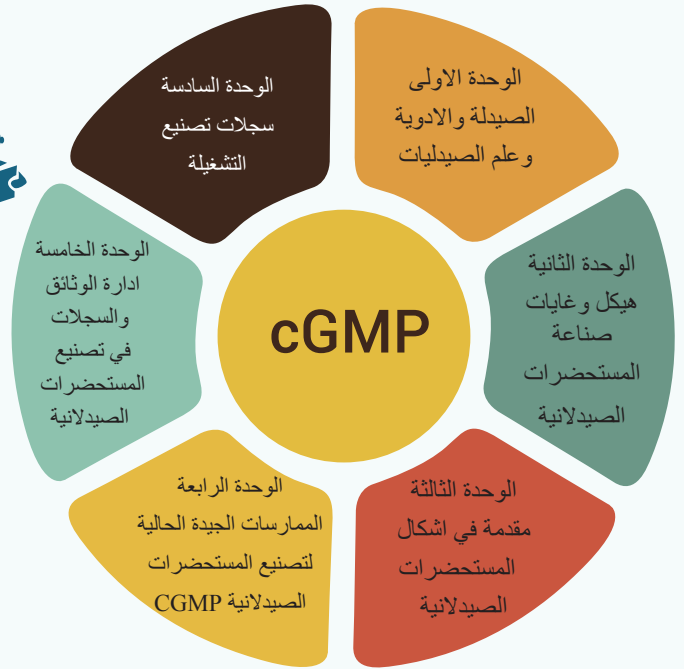 الوحدة الاولى
الصيدلة والادوية
وعلم الصيدليات
الوحدة الثانية
هيكل وغايات
صناعة
المستحضرات
الصيدلانية
الوحدة الثالثة
مقدمة في اشكال
المستحضرات
الصيدلانية
الوحدة الرابعة
الممارسات الجيدة الحالية
لتصنيع المستحضرات
الصيدلانية CGMP
الوحدة الخامسة
ادارة الوثائق
والسجلات
في تصنيع
المستحضرات
الصيدلانية
الوحدة السادسة
سجلات تصنيع
التشغيلة
cGMP